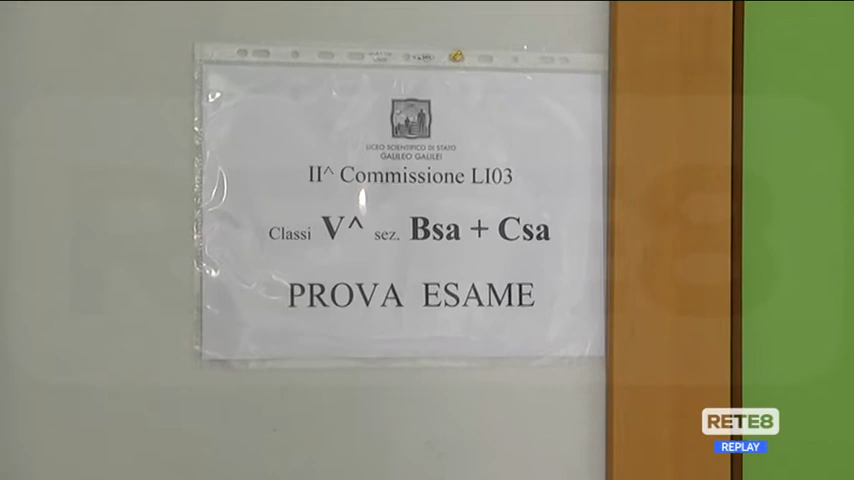 LICEO SCIENTIFICO DI STATO
GALILEO GALILEI
II^ Commissione LI03
Classi V^ sez. Bsa + Csa
PROVA ESAME
RETE8
REPLAY